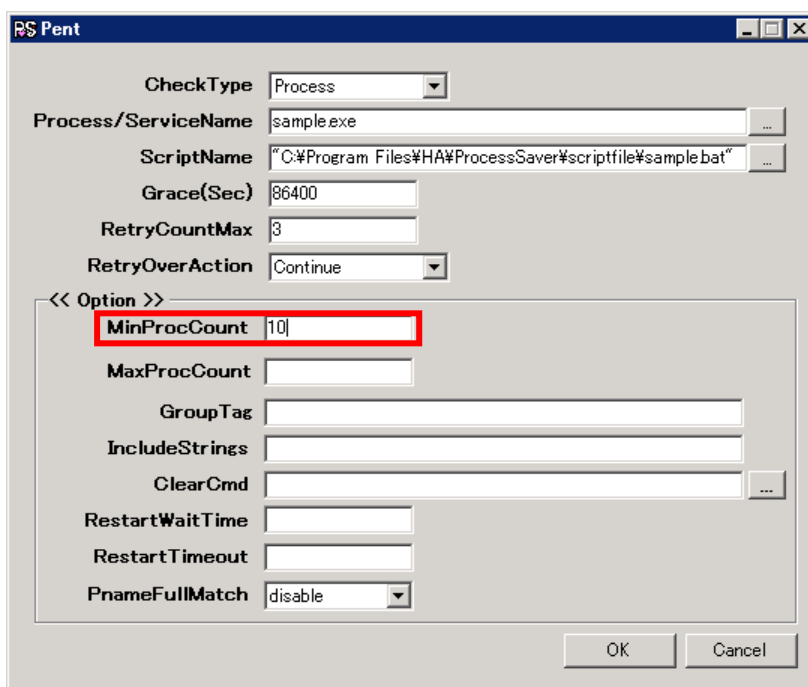 PS Pent
CheckType Process
Process/ServiceName sample.exe ...
ScriptName "C:¥Program Files¥HA¥ProcessSaver¥scriptfile¥sample.bat" ...
Grace(Sec) 86400
RetryCountMax 3
RetryOverAction Continue
<< Option >>
MinProcCount 10
MaxProcCount
GroupTag
IncludeStrings
ClearCmd ...
RestartWaitTime
RestartTimeout
PnameFullMatch disable
OK Cancel